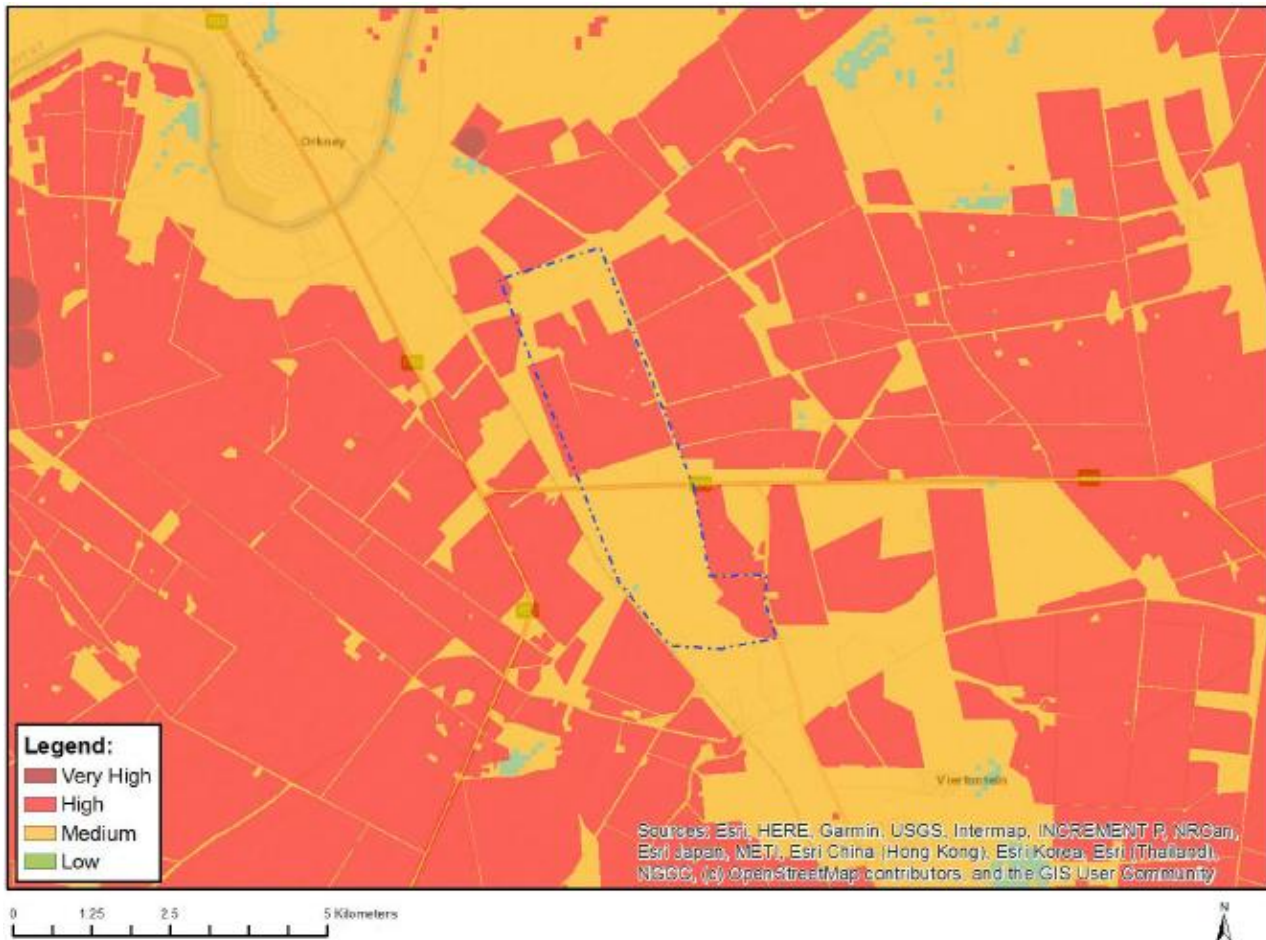 Orkney
Vierfontein
Legend:
Very High
High
Medium
Low
Sources: Esri, HERE, Garmin, USGS, Intermap, INCREMENT P, NRCan,
Esri Japan, METI, Esri China (Hong Kong), Esri Korea, Esri (Thailand),
NGCC, (c) OpenStreetMap contributors, and the GIS User Community
0 1.25 2.5 5 Kilometers
N